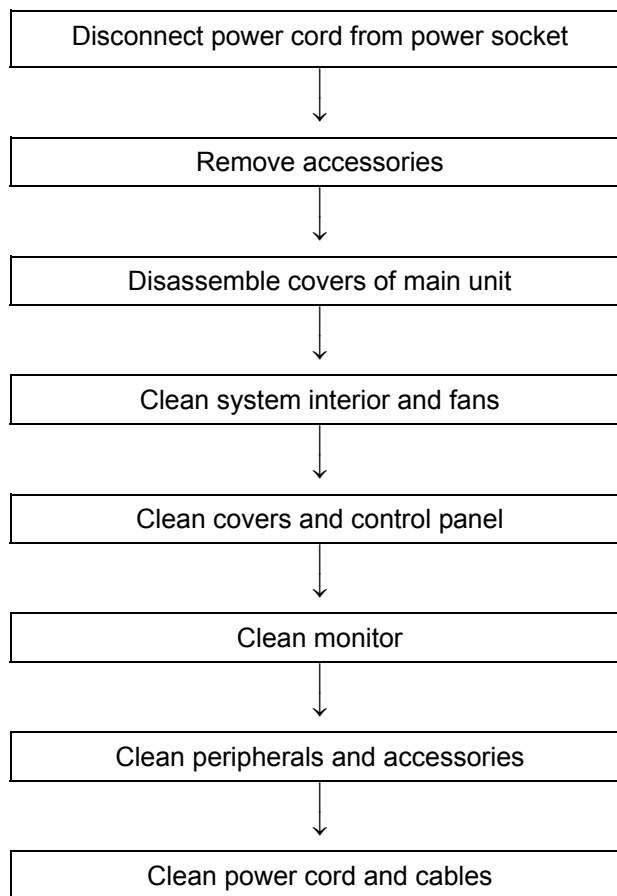 Disconnect power cord from power socket
Remove accessories
Disassemble covers of main unit
Clean system interior and fans
Clean covers and control panel
Clean monitor
Clean peripherals and accessories
Clean power cord and cables